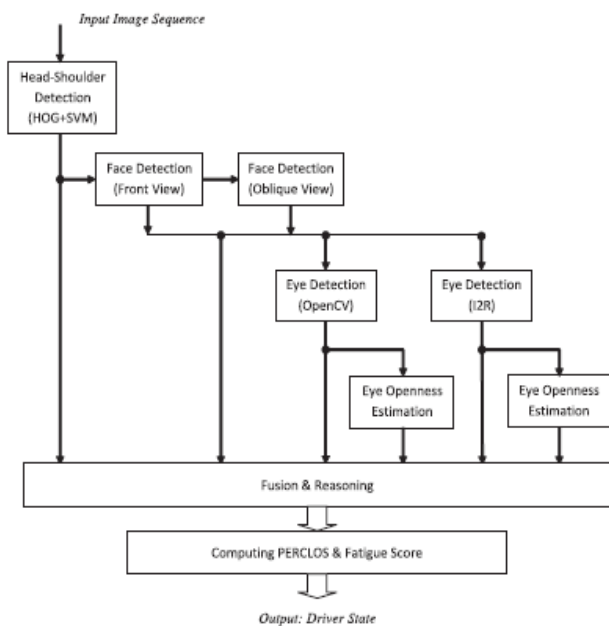 Input Image Sequence
Head-Shoulder
Detection
(HOG+SVM)
Face Detection
(Front View)
Face Detection
(Oblique View)
Eye Detection
(OpenCV)
Eye Detection
(I2R)
Eye Openness
Estimation
Eye Openness
Estimation
Fusion & Reasoning
Computing PERCLOS & Fatigue Score
Output: Driver State